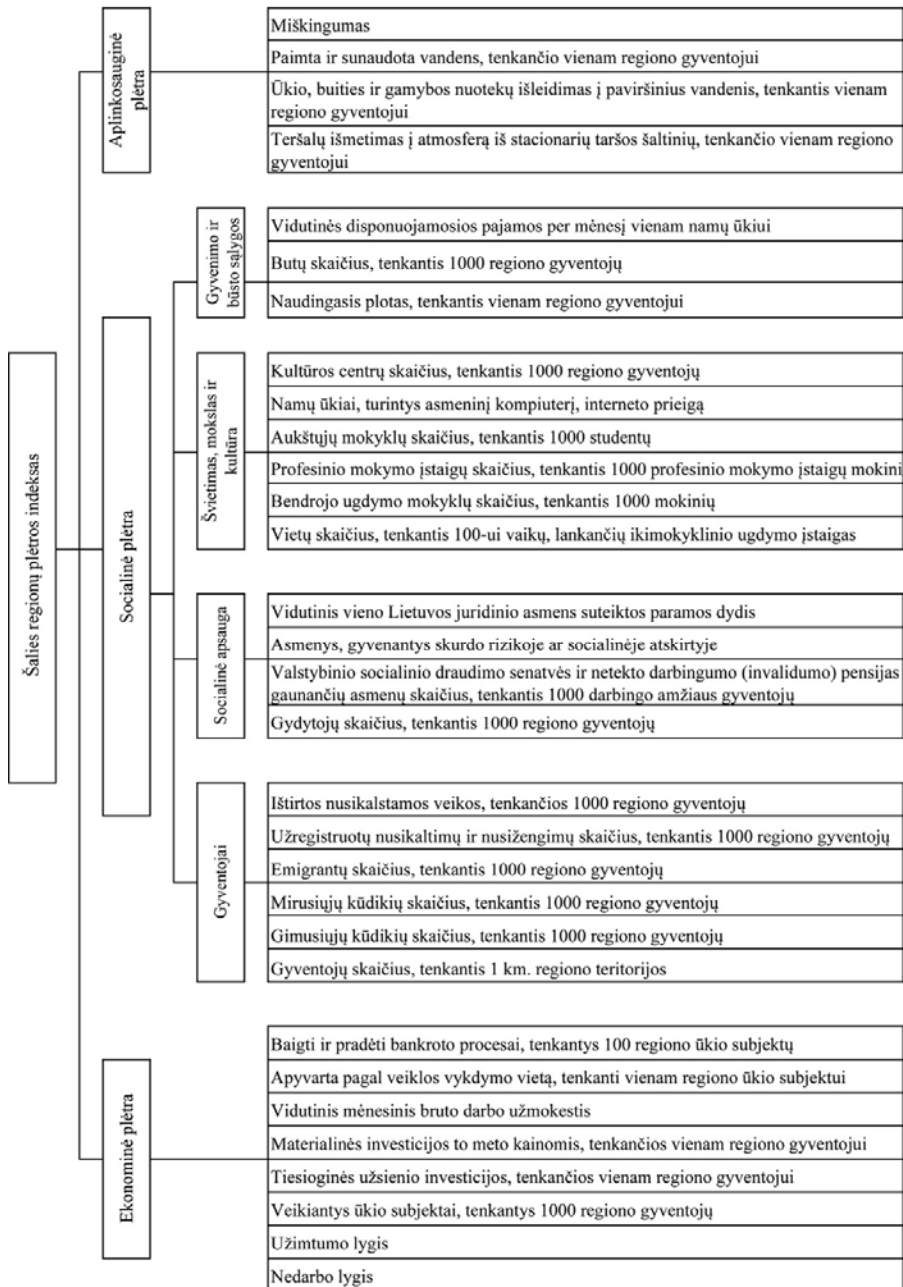 Šalies regionų plėtros indeksas
Aplinkosauginė
plėtra
Miškingumas
Paimta ir sunaudota vandens, tenkančio vienam regiono gyventojui
Ūkio, buities ir gamybos nuotekų išleidimas į paviršinius vandenis, tenkantis vienam
regiono gyventojui
Teršalų išmetimas į atmosferą iš stacionarių taršos šaltinių, tenkančio vienam regiono
gyventojui
Socialinė plėtra
Gyvenimo ir
būsto sąlygos
Vidutinės disponuojamosios pajamos per mėnesį vienam namų ūkiui
Butų skaičius, tenkantis 1000 regiono gyventojų
Naudingasis plotas, tenkantis vienam regiono gyventojui
Švietimas, mokslas ir
kultūra
Kultūros centrų skaičius, tenkantis 1000 regiono gyventojų
Namų ūkiai, turintys asmeninį kompiuterį, interneto prieigą
Aukštųjų mokyklų skaičius, tenkantis 1000 studentų
Profesinio mokymo įstaigų skaičius, tenkantis 1000 profesinio mokymo įstaigų mokini
Bendrojo ugdymo mokyklų skaičius, tenkantis 1000 mokinių
Vietų skaičius, tenkantis 100-ui vaikų, lankančių ikimokyklinio ugdymo įstaigas
Socialinė apsauga
Vidutinis vieno Lietuvos juridinio asmens suteiktos paramos dydis
Asmenys, gyvenantys skurdo rizikoje ar socialinėje atskirtyje
Valstybinio socialinio draudimo senatvės ir netekto darbingumo (invalidumo) pensijas
gaunančių asmenų skaičius, tenkantis 1000 darbingo amžiaus gyventojų
Gydytojų skaičius, tenkantis 1000 regiono gyventojų
Gyventojai
Ištirtos nusikalstamos veikos, tenkančios 1000 regiono gyventojų
Užregistruotų nusikaltimų ir nusižengimų skaičius, tenkantis 1000 regiono gyventojų
Emigrantų skaičius, tenkantis 1000 regiono gyventojų
Mirusiųjų kūdikių skaičius, tenkantis 1000 regiono gyventojų
Gimusiųjų kūdikių skaičius, tenkantis 1000 regiono gyventojų
Gyventojų skaičius, tenkantis 1 km. regiono teritorijos
Ekonominė plėtra
Baigti ir pradėti bankroto procesai, tenkantys 100 regiono ūkio subjektų
Apyvarta pagal veiklos vykdymo vietą, tenkanti vienam regiono ūkio subjektui
Vidutinis mėnesinis bruto darbo užmokestis
Materialinės investicijos to meto kainomis, tenkančios vienam regiono gyventojui
Tiesioginės užsienio investicijos, tenkančios vienam regiono gyventojui
Veikiantys ūkio subjektai, tenkantys 1000 regiono gyventojų
Užimtumo lygis
Nedarbo lygis